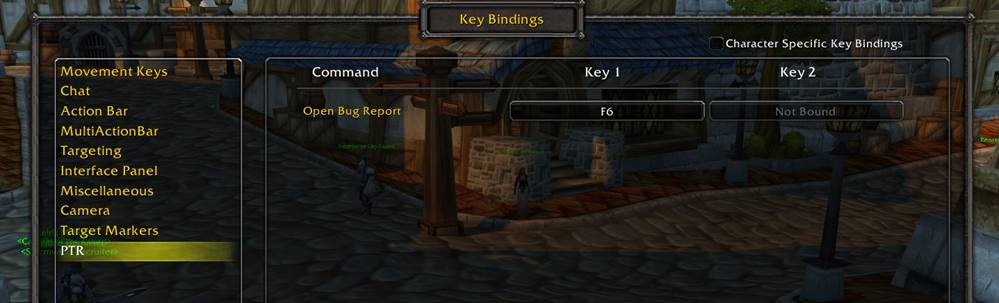 Key Bindings
Character Specific Key Bindings
Movement Keys
Chat
Action Bar
MultiActionBar
Targeting
Interface Panel
Miscellaneous
Camera
Target Markers
PTR
Command Key 1 Key 2
Open Bug Report F6 Not Bound